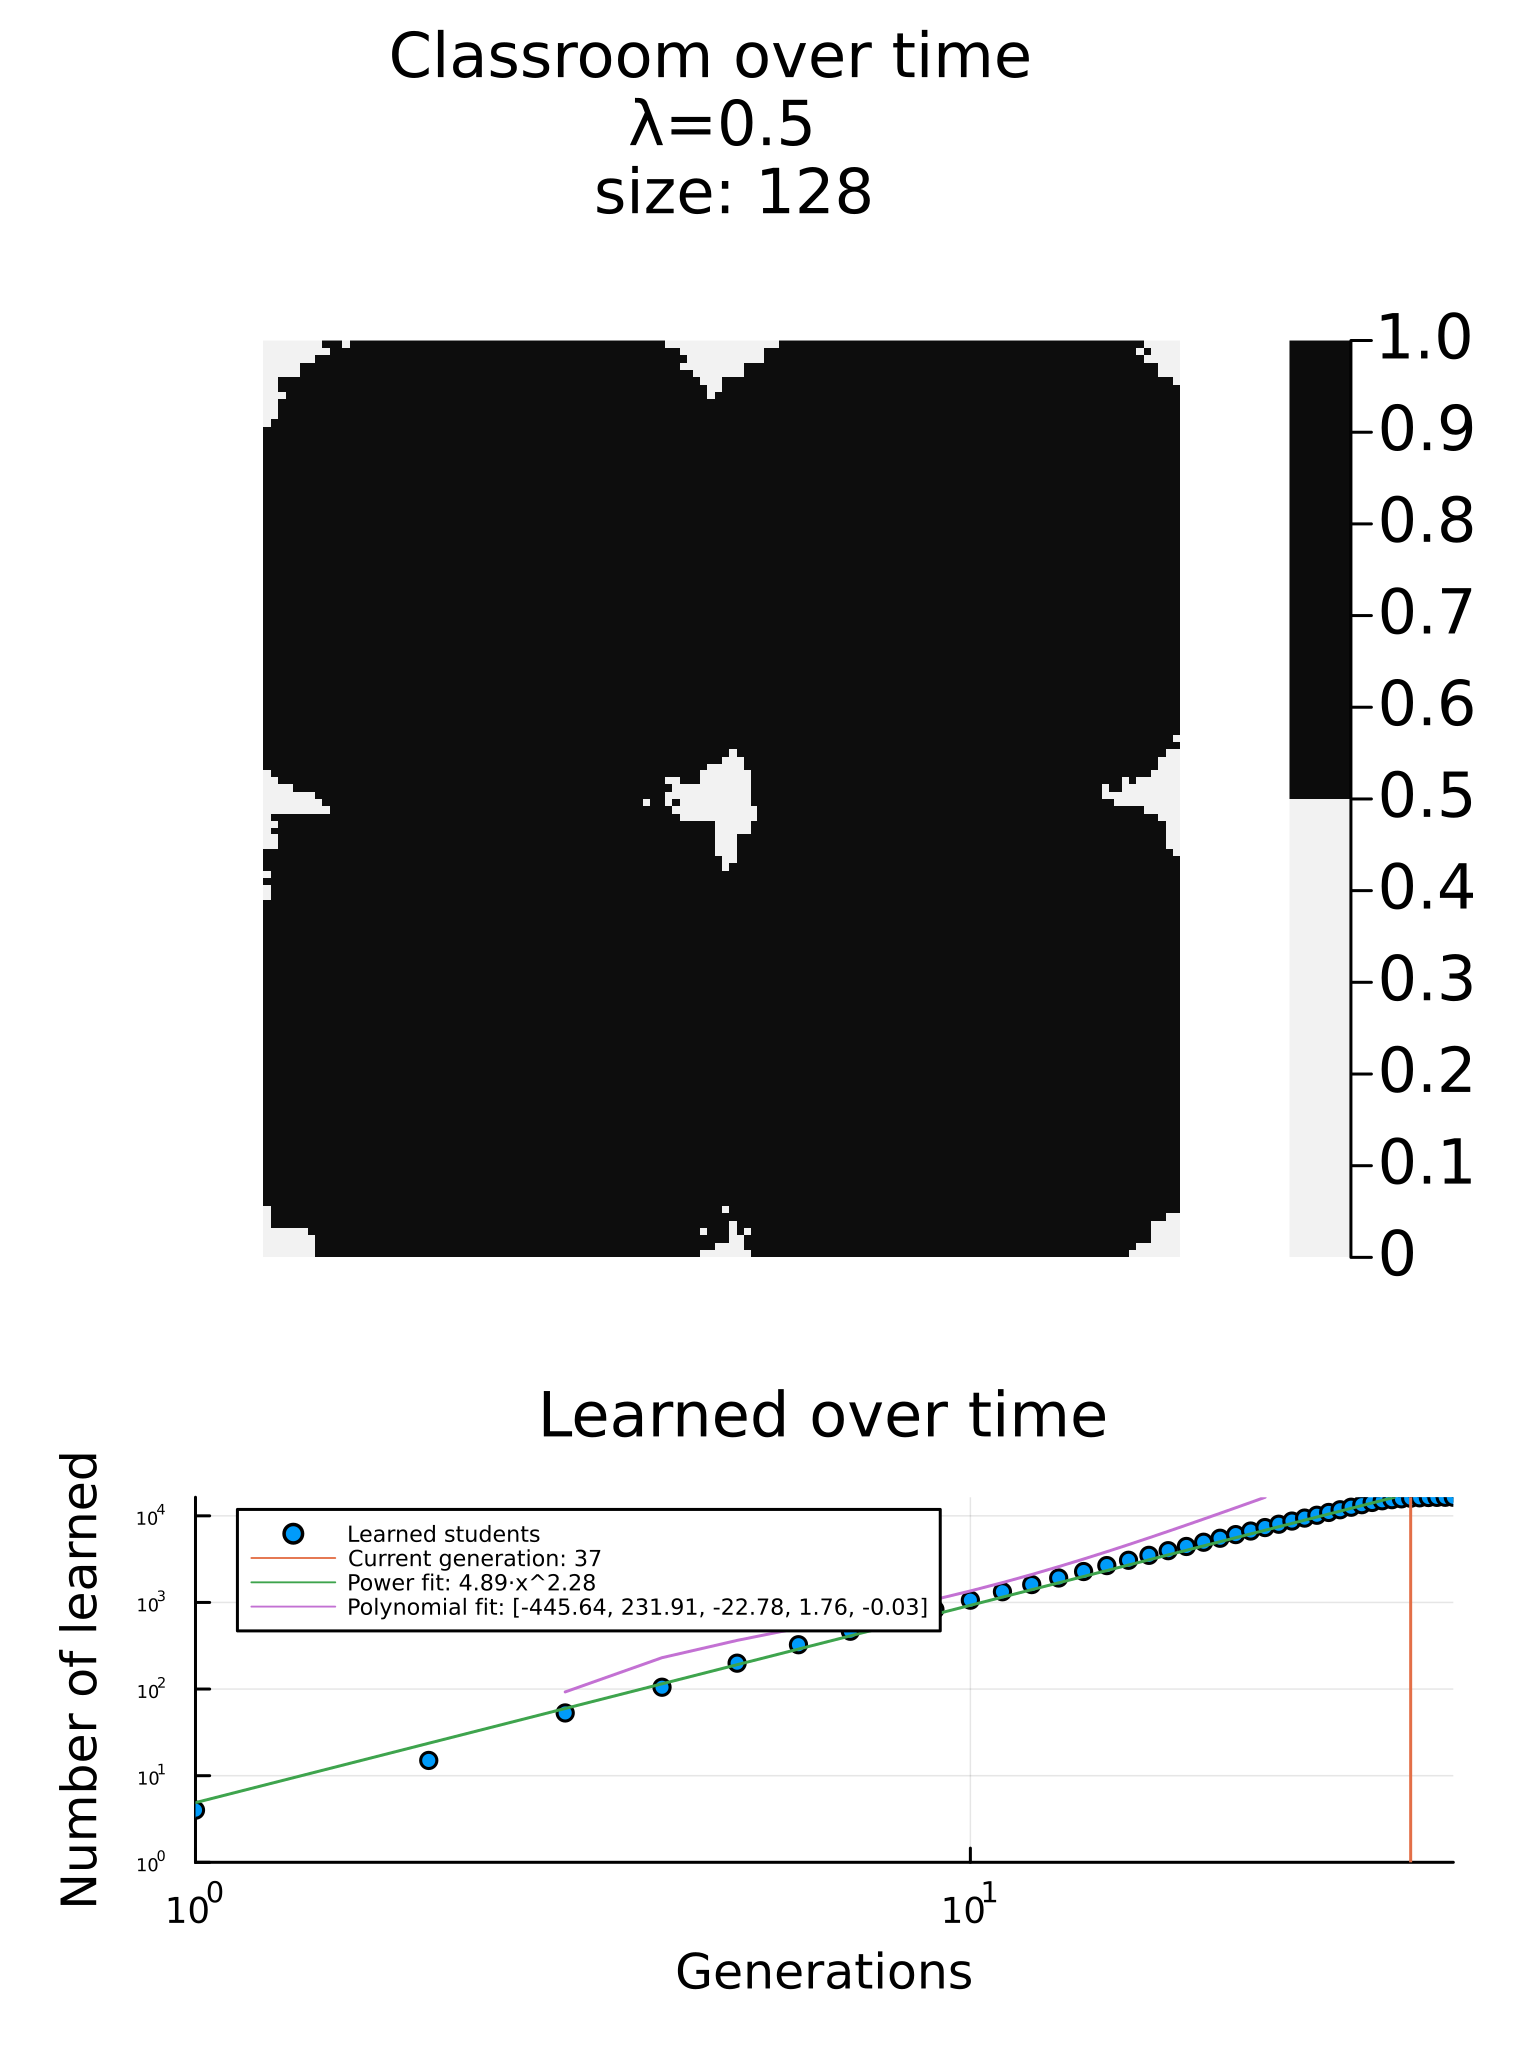 Classroom over time
λ=0.5
size: 128
1.0
0.9
0.8
0.7
0.6
0.5
0.4
0.3
0.2
0.1
0
Learned over time
Number of learned
10^4
10^3
10^2
10^1
10^0
Learned students
Current generation: 37
Power fit: 4.89·x^2.28
Polynomial fit: [-445.64, 231.91, -22.78, 1.76, -0.03]
10^0
10^1
Generations